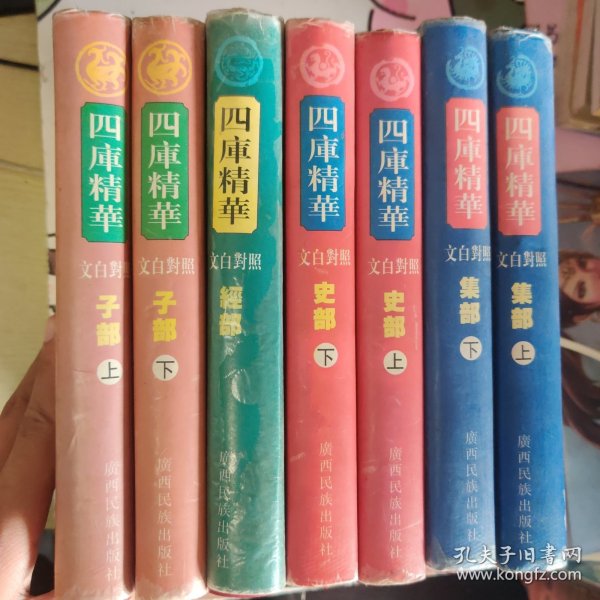 四庫精華
文白對照
子部
上
廣西民族出版社
四庫精華
文白對照
子部
下
廣西民族出版社
四庫精華
文白對照
經部
廣西民族出版社
四庫精華
文白對照
史部
下
廣西民族出版社
四庫精華
文白對照
史部
上
廣西民族出版社
四庫精華
文白對照
集部
下
廣西民族出版社
四庫精華
文白對照
集部
上
廣西民族出版社
孔夫子旧书网
www.kongfz.com